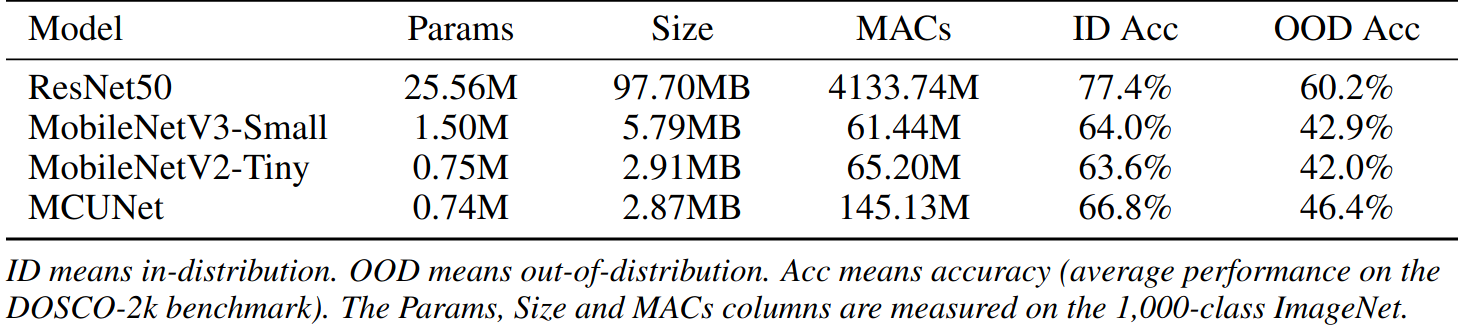 Model Params Size MACs ID Acc OOD Acc
ResNet50 25.56M 97.70MB 4133.74M 77.4% 60.2%
MobileNetV3-Small 1.50M 5.79MB 61.44M 64.0% 42.9%
MobileNetV2-Tiny 0.75M 2.91MB 65.20M 63.6% 42.0%
MCUNet 0.74M 2.87MB 145.13M 66.8% 46.4%
ID means in-distribution. OOD means out-of-distribution. Acc means accuracy (average performance on the
DOSCO-2k benchmark). The Params, Size and MACs columns are measured on the 1,000-class ImageNet.